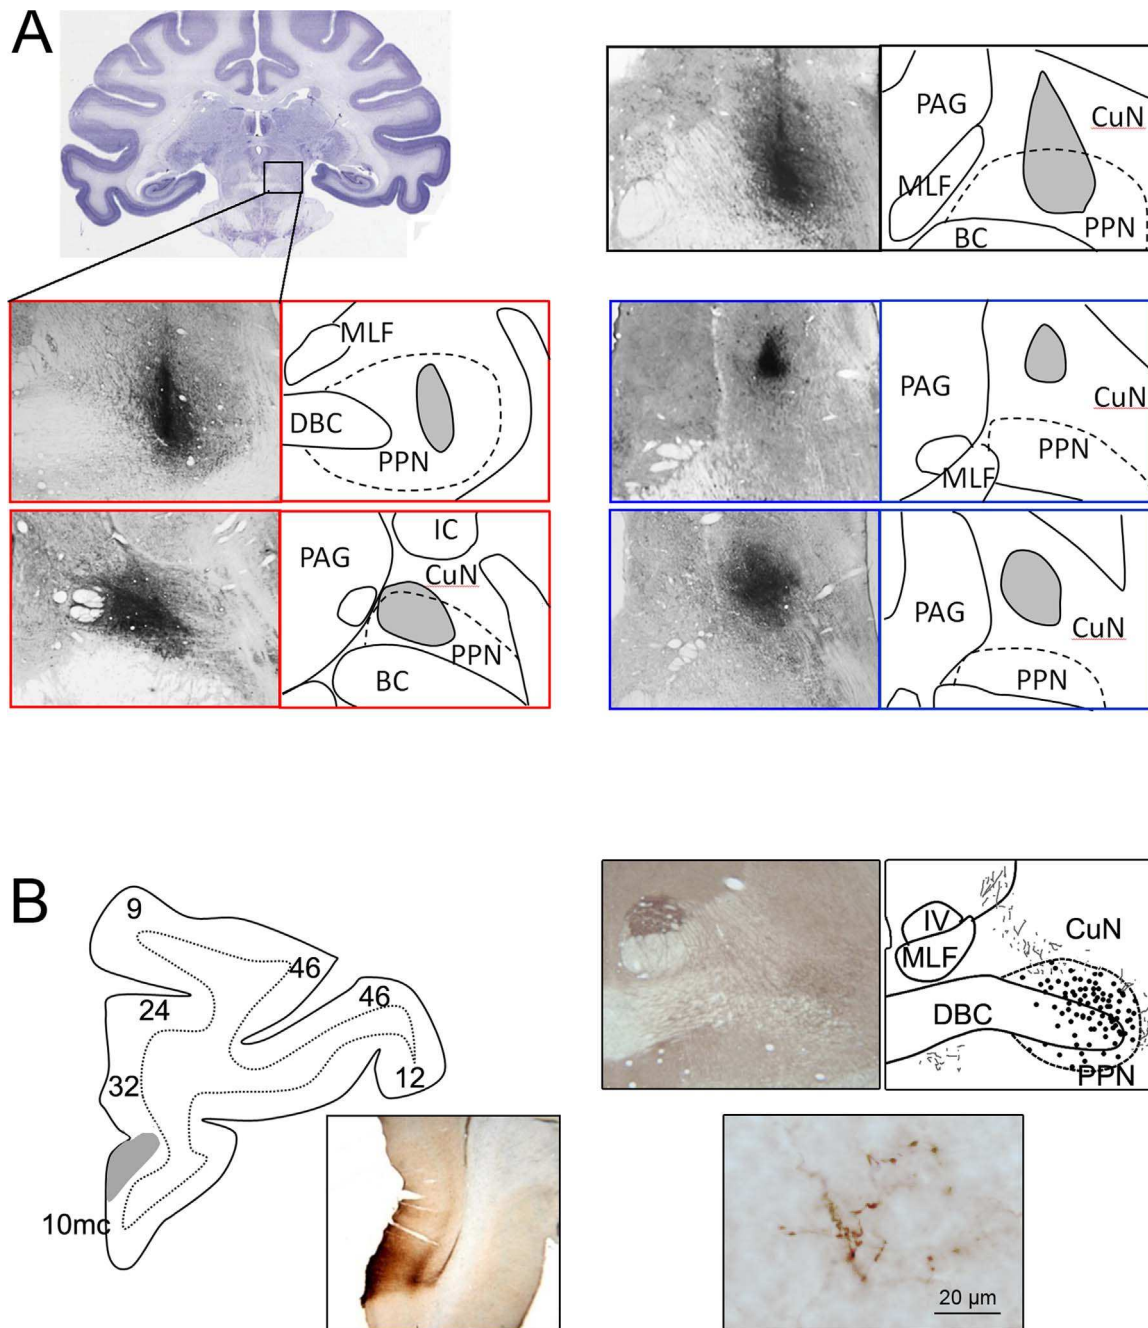 A
PAG
CuN
MLF
PPN
BC
MLF
DBC
PPN
PAG
CuN
PPN
MLF
IC
PAG
CuN
PPN
BC
PAG
CuN
PPN
B
9
46
46
24
32
12
10mc
IV
CuN
MLF
DBC
PPN
20 µm